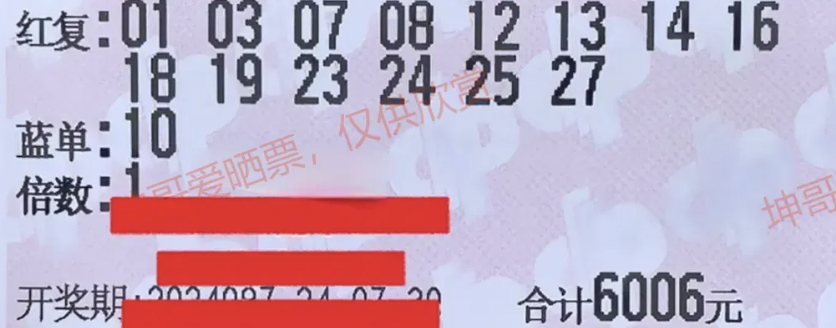 红复:01 03 07 08 12 13 14 16
18 19 23 24 25 27
蓝单:10
倍数:1
哥爱晒票，仅供欣赏
坤哥
开奖期:2024087 24-07-30
合计6006元